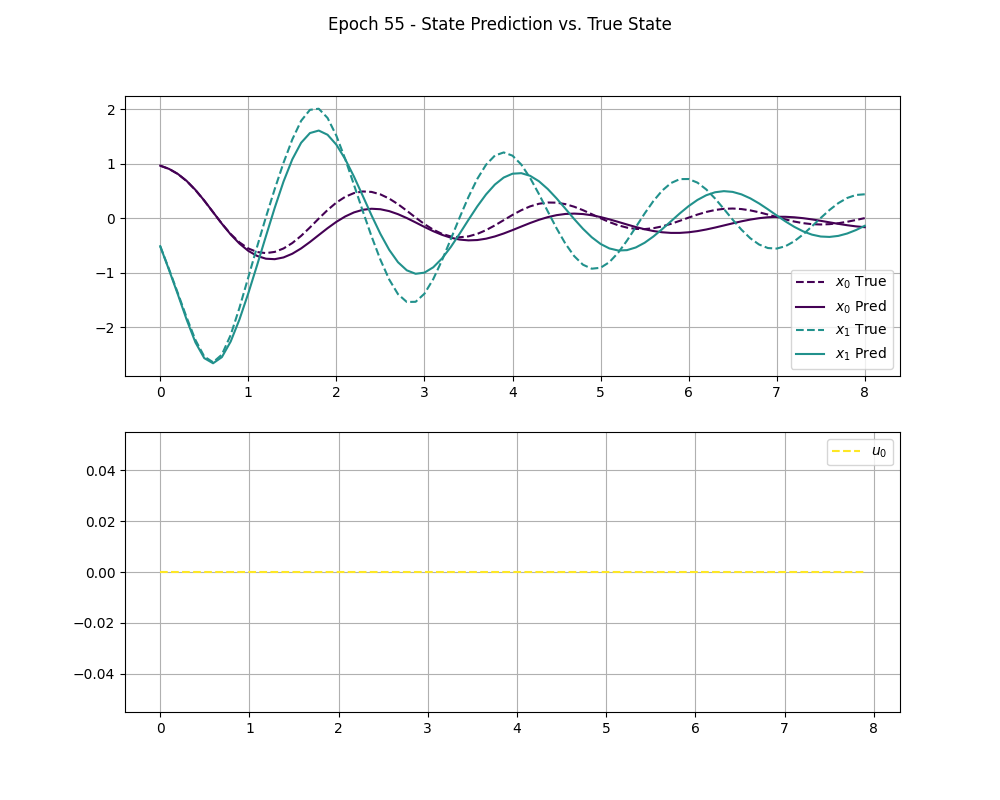 Epoch 55 - State Prediction vs. True State
2
1
0
−1
−2
x₀ True
x₀ Pred
x₁ True
x₁ Pred
0 1 2 3 4 5 6 7 8
0.04
0.02
0.00
−0.02
−0.04
u₀
0 1 2 3 4 5 6 7 8